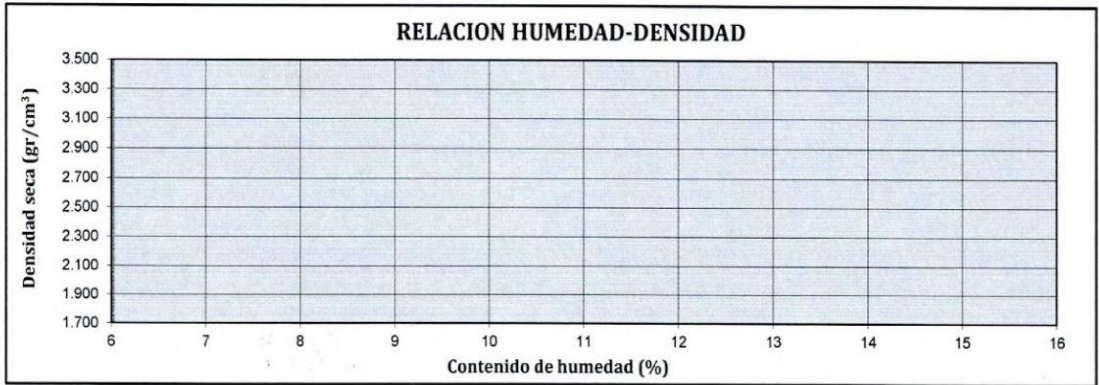 RELACION HUMEDAD-DENSIDAD
Densidad seca (gr/cm³)
3.500
3.300
3.100
2.900
2.700
2.500
2.300
2.100
1.900
1.700
6 7 8 9 10 11 12 13 14 15 16
Contenido de humedad (%)